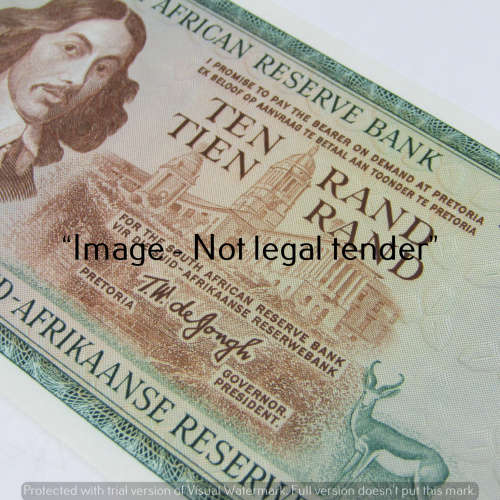 AFRICAN RESERVE BANK
I PROMISE TO PAY THE BEARER ON DEMAND AT PRETORIA
EK BELOOF OP AANVRAAG TE BETAAL AAN TOONDER TE PRETORIA
TEN RAND
TIEN RAND
"Image - Not legal tender"
FOR THE SOUTH AFRICAN RESERVE BANK
VIR DIE SUID-AFRIKAANSE RESERWEBANK
TW de Jongh
PRETORIA
GOVERNOR
PRESIDENT.
D-AFRIKAANSE RESERW
Protected with trial version of Visual Watermark. Full version doesn't put this mark.